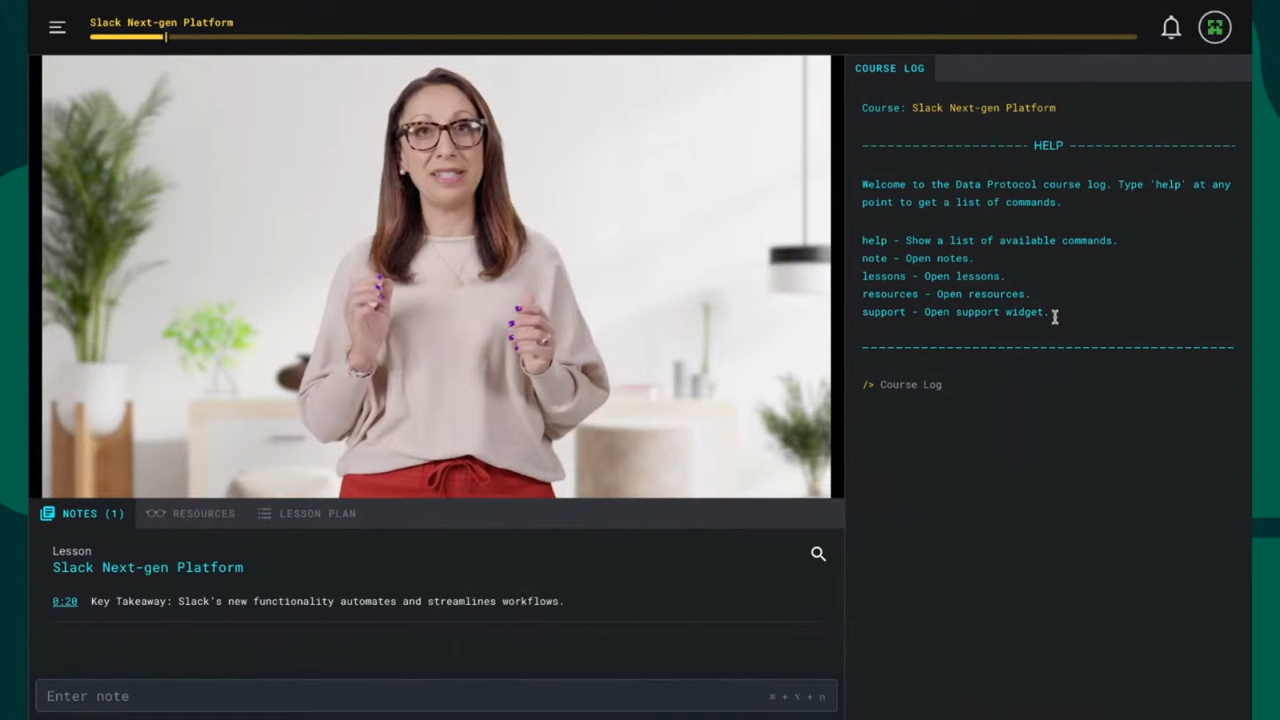 Slack Next-gen Platform
COURSE LOG
Course: Slack Next-gen Platform
HELP
Welcome to the Data Protocol course log. Type 'help' at any
point to get a list of commands.
help - Show a list of available commands.
note - Open notes.
lessons - Open lessons.
resources - Open resources.
support - Open support widget.
/> Course Log
NOTES (1)
RESOURCES
LESSON PLAN
Lesson
Slack Next-gen Platform
0:20 Key Takeaway: Slack's new functionality automates and streamlines workflows.
Enter note
⌘ + ⌥ + n